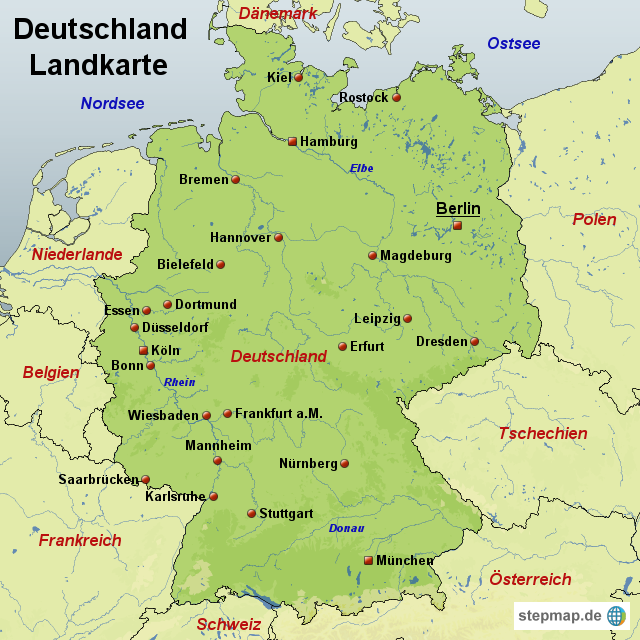 Deutschland
Landkarte
Dänemark
Ostsee
Nordsee
Kiel
Rostock
Hamburg
Elbe
Bremen
Berlin
Polen
Hannover
Niederlande
Bielefeld
Magdeburg
Essen
Dortmund
Düsseldorf
Leipzig
Köln
Deutschland
Erfurt
Dresden
Bonn
Belgien
Rhein
Wiesbaden
Frankfurt a.M.
Tschechien
Mannheim
Nürnberg
Saarbrücken
Karlsruhe
Stuttgart
Donau
Frankreich
München
Österreich
Schweiz
stepmap.de